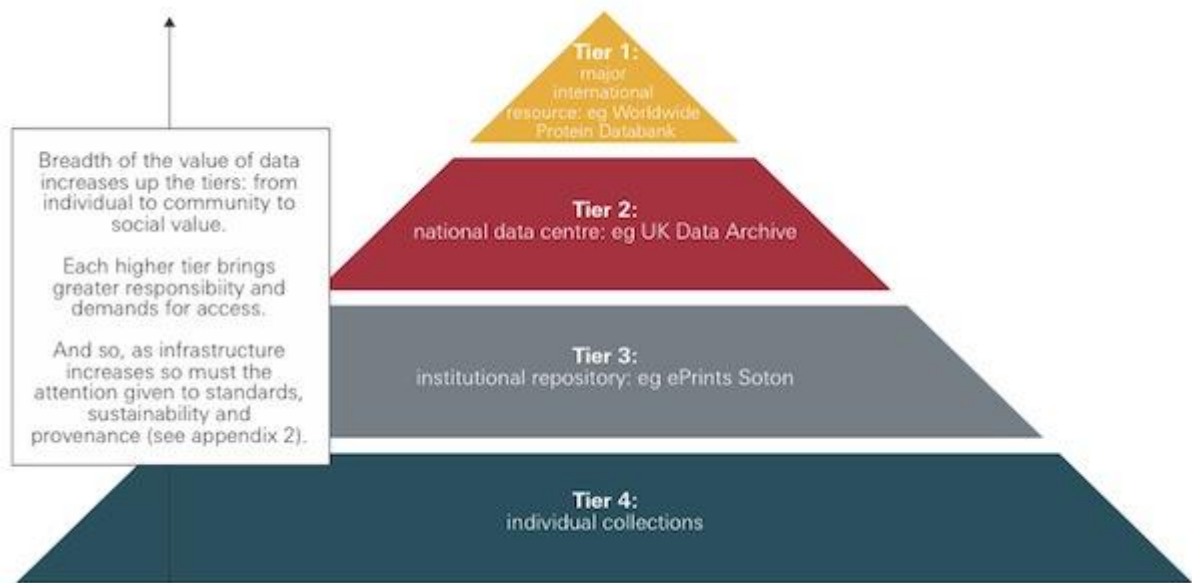 Tier 1:
major
international
resource: eg Worldwide
Protein Databank
Breadth of the value of data
increases up the tiers: from
individual to community to
social value.
Each higher tier brings
greater responsibiity and
demands for access.
And so, as infrastructure
increases so must the
attention given to standards,
sustainability and
provenance (see appendix 2).
Tier 2:
national data centre: eg UK Data Archive
Tier 3:
institutional repository: eg ePrints Soton
Tier 4:
individual collections